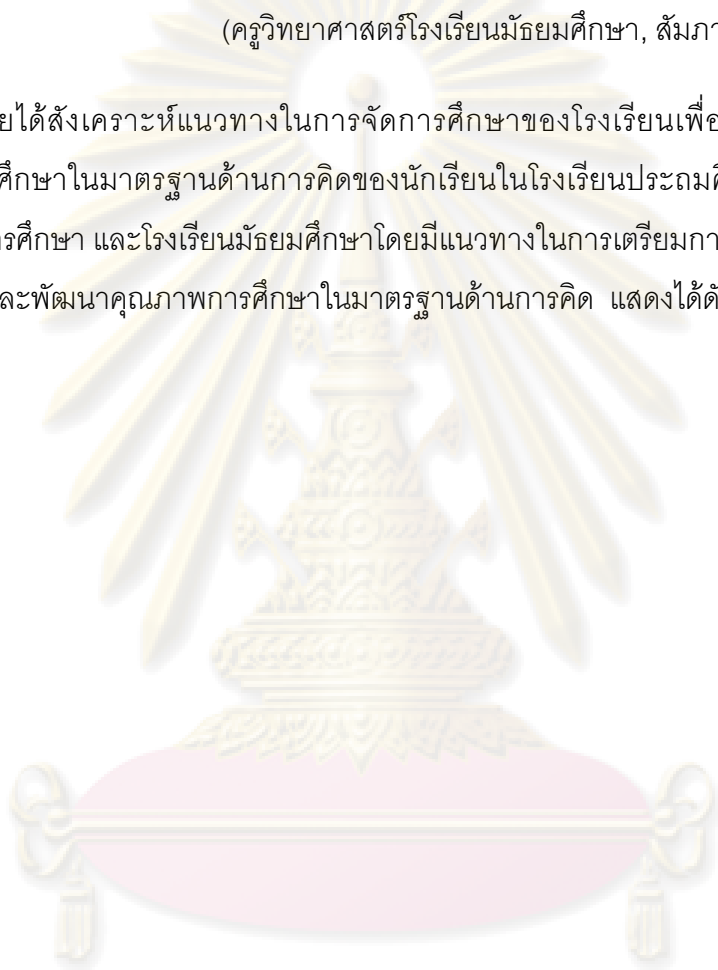 (ครูวิทยาศาสตร์โรงเรียนมัธยมศึกษา, สัมภา
ยได้สังเคราะห์แนวทางในการจัดการศึกษาของโรงเรียนเพื่อ
ศึกษาในมาตรฐานด้านการคิดของนักเรียนในโรงเรียนประถมศึ
รศึกษา และโรงเรียนมัธยมศึกษาโดยมีแนวทางในการเตรียมกา
ละพัฒนาคุณภาพการศึกษาในมาตรฐานด้านการคิด แสดงได้ดั